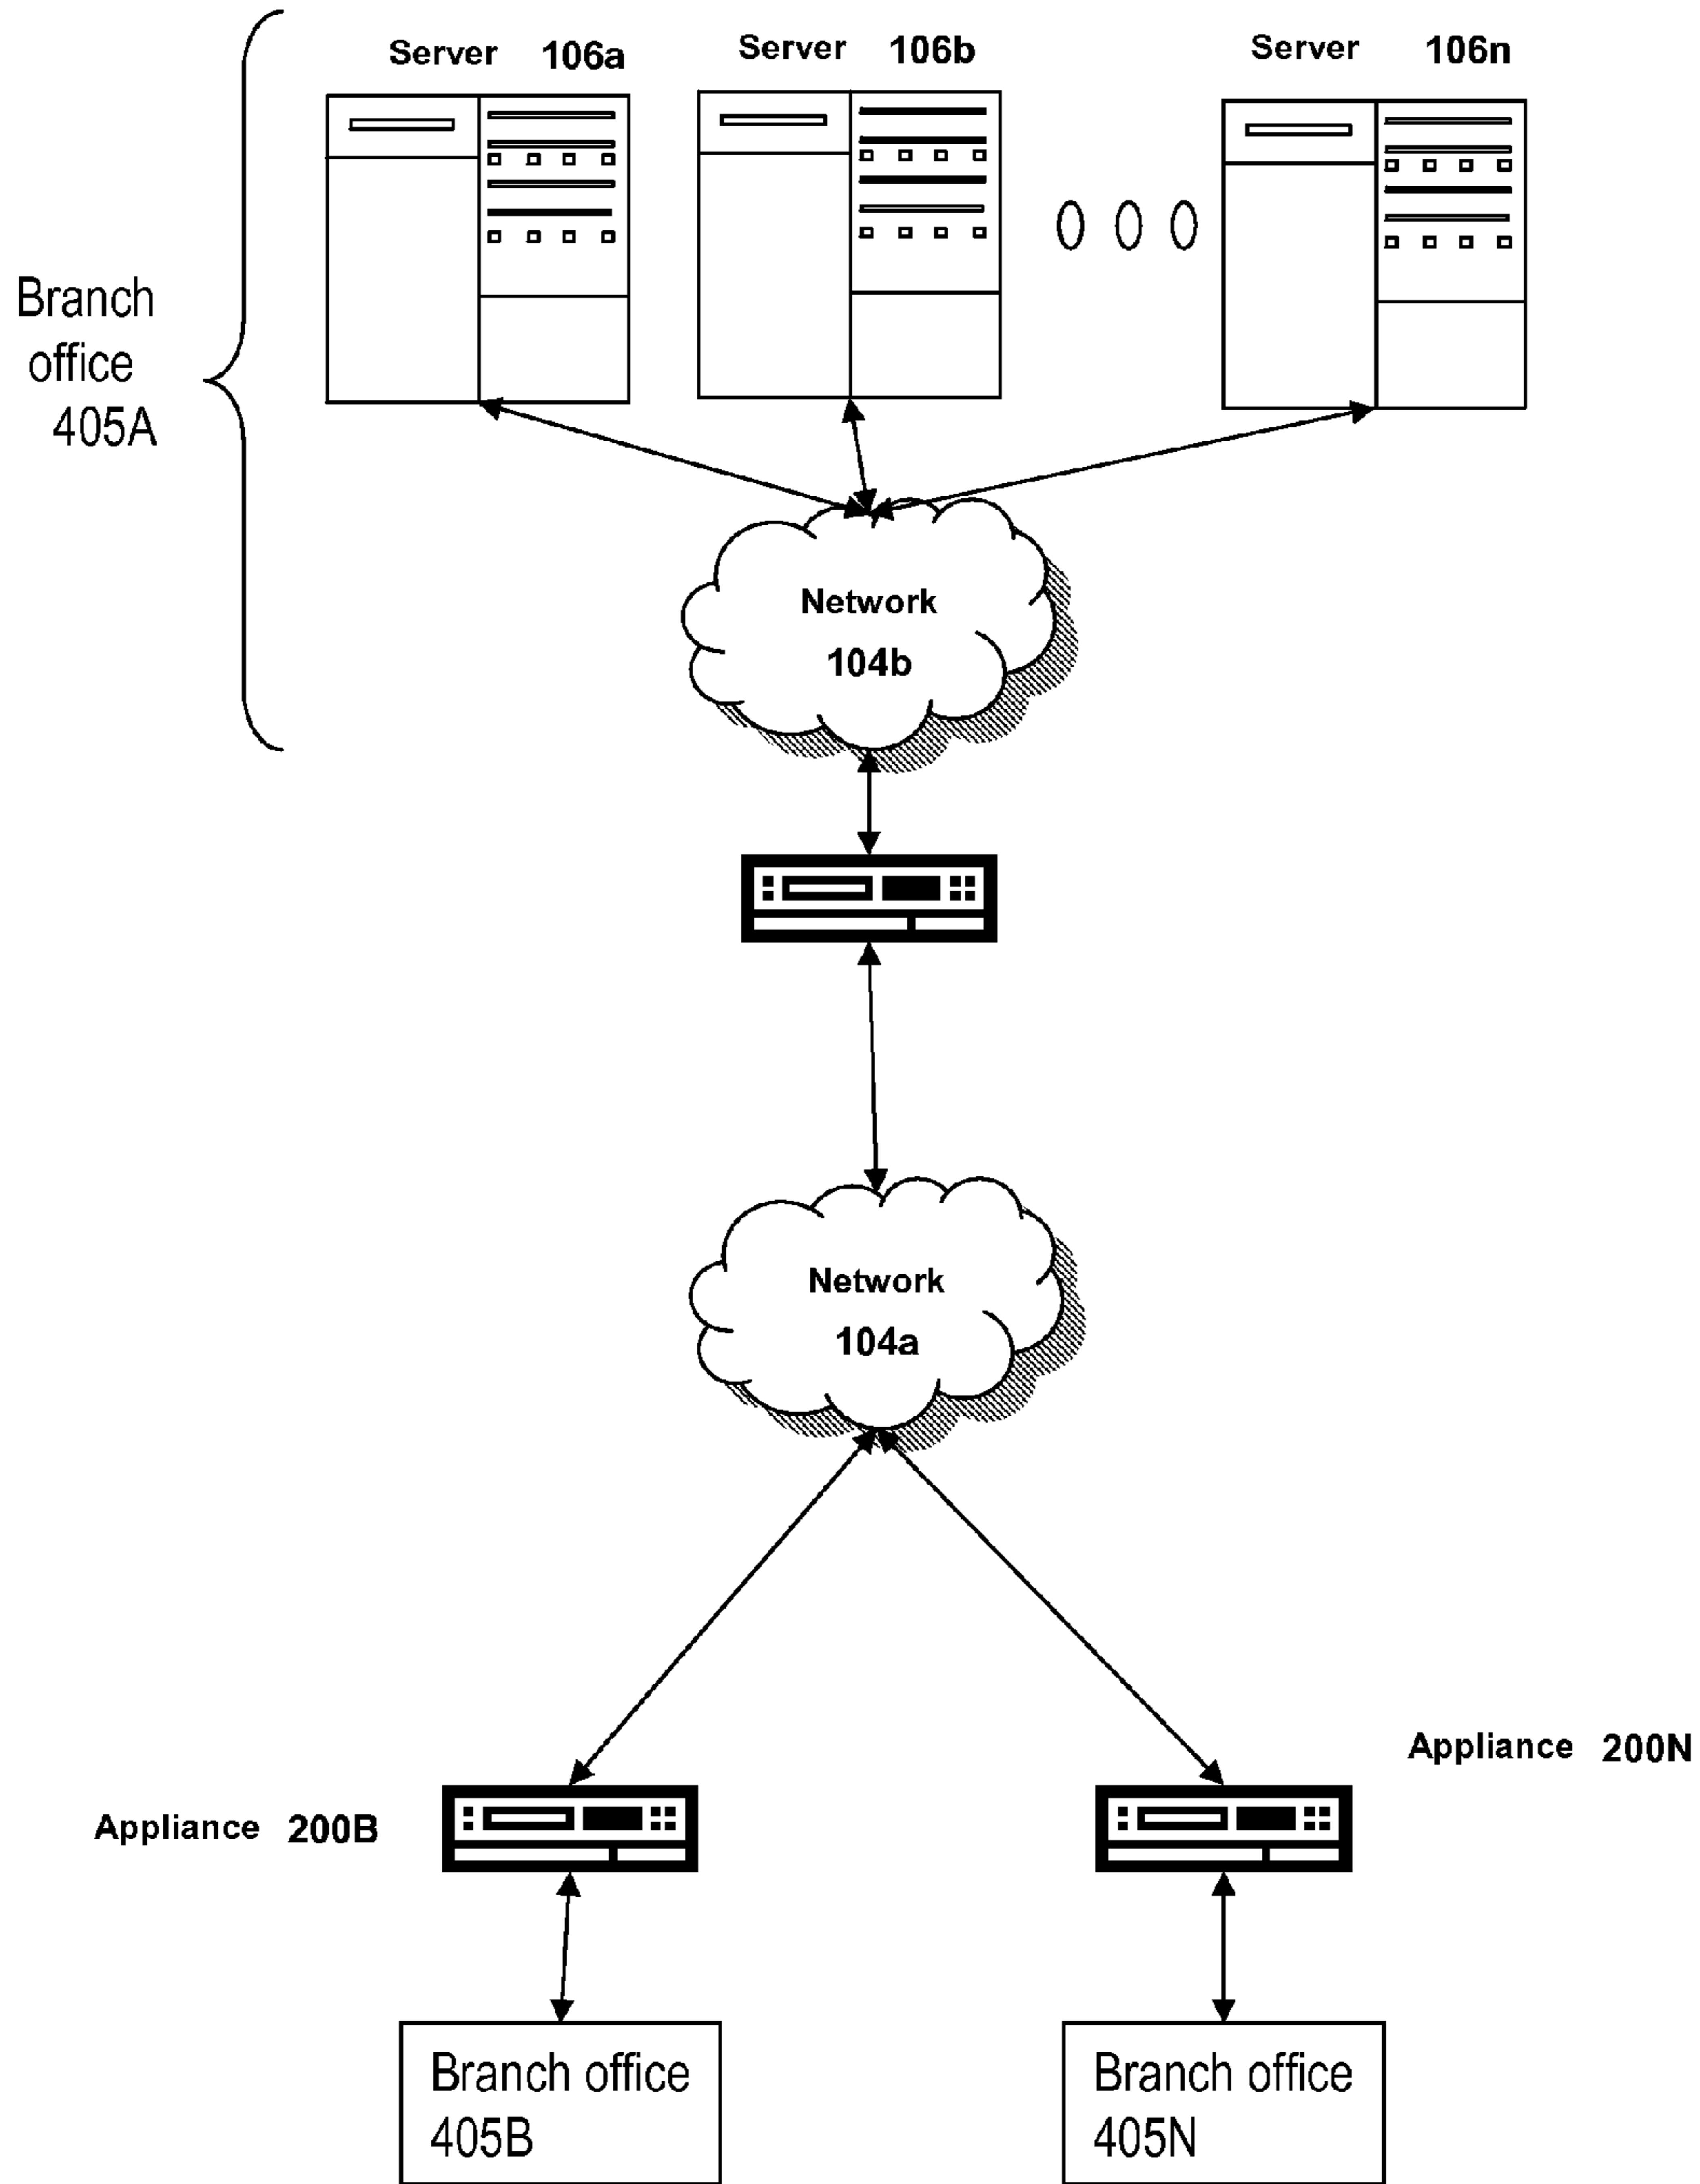 Server 106a
Server 106b
Server 106n
Branch
office
405A
Network
104b
Network
104a
Appliance 200N
Appliance 200B
Branch office
405B
Branch office
405N